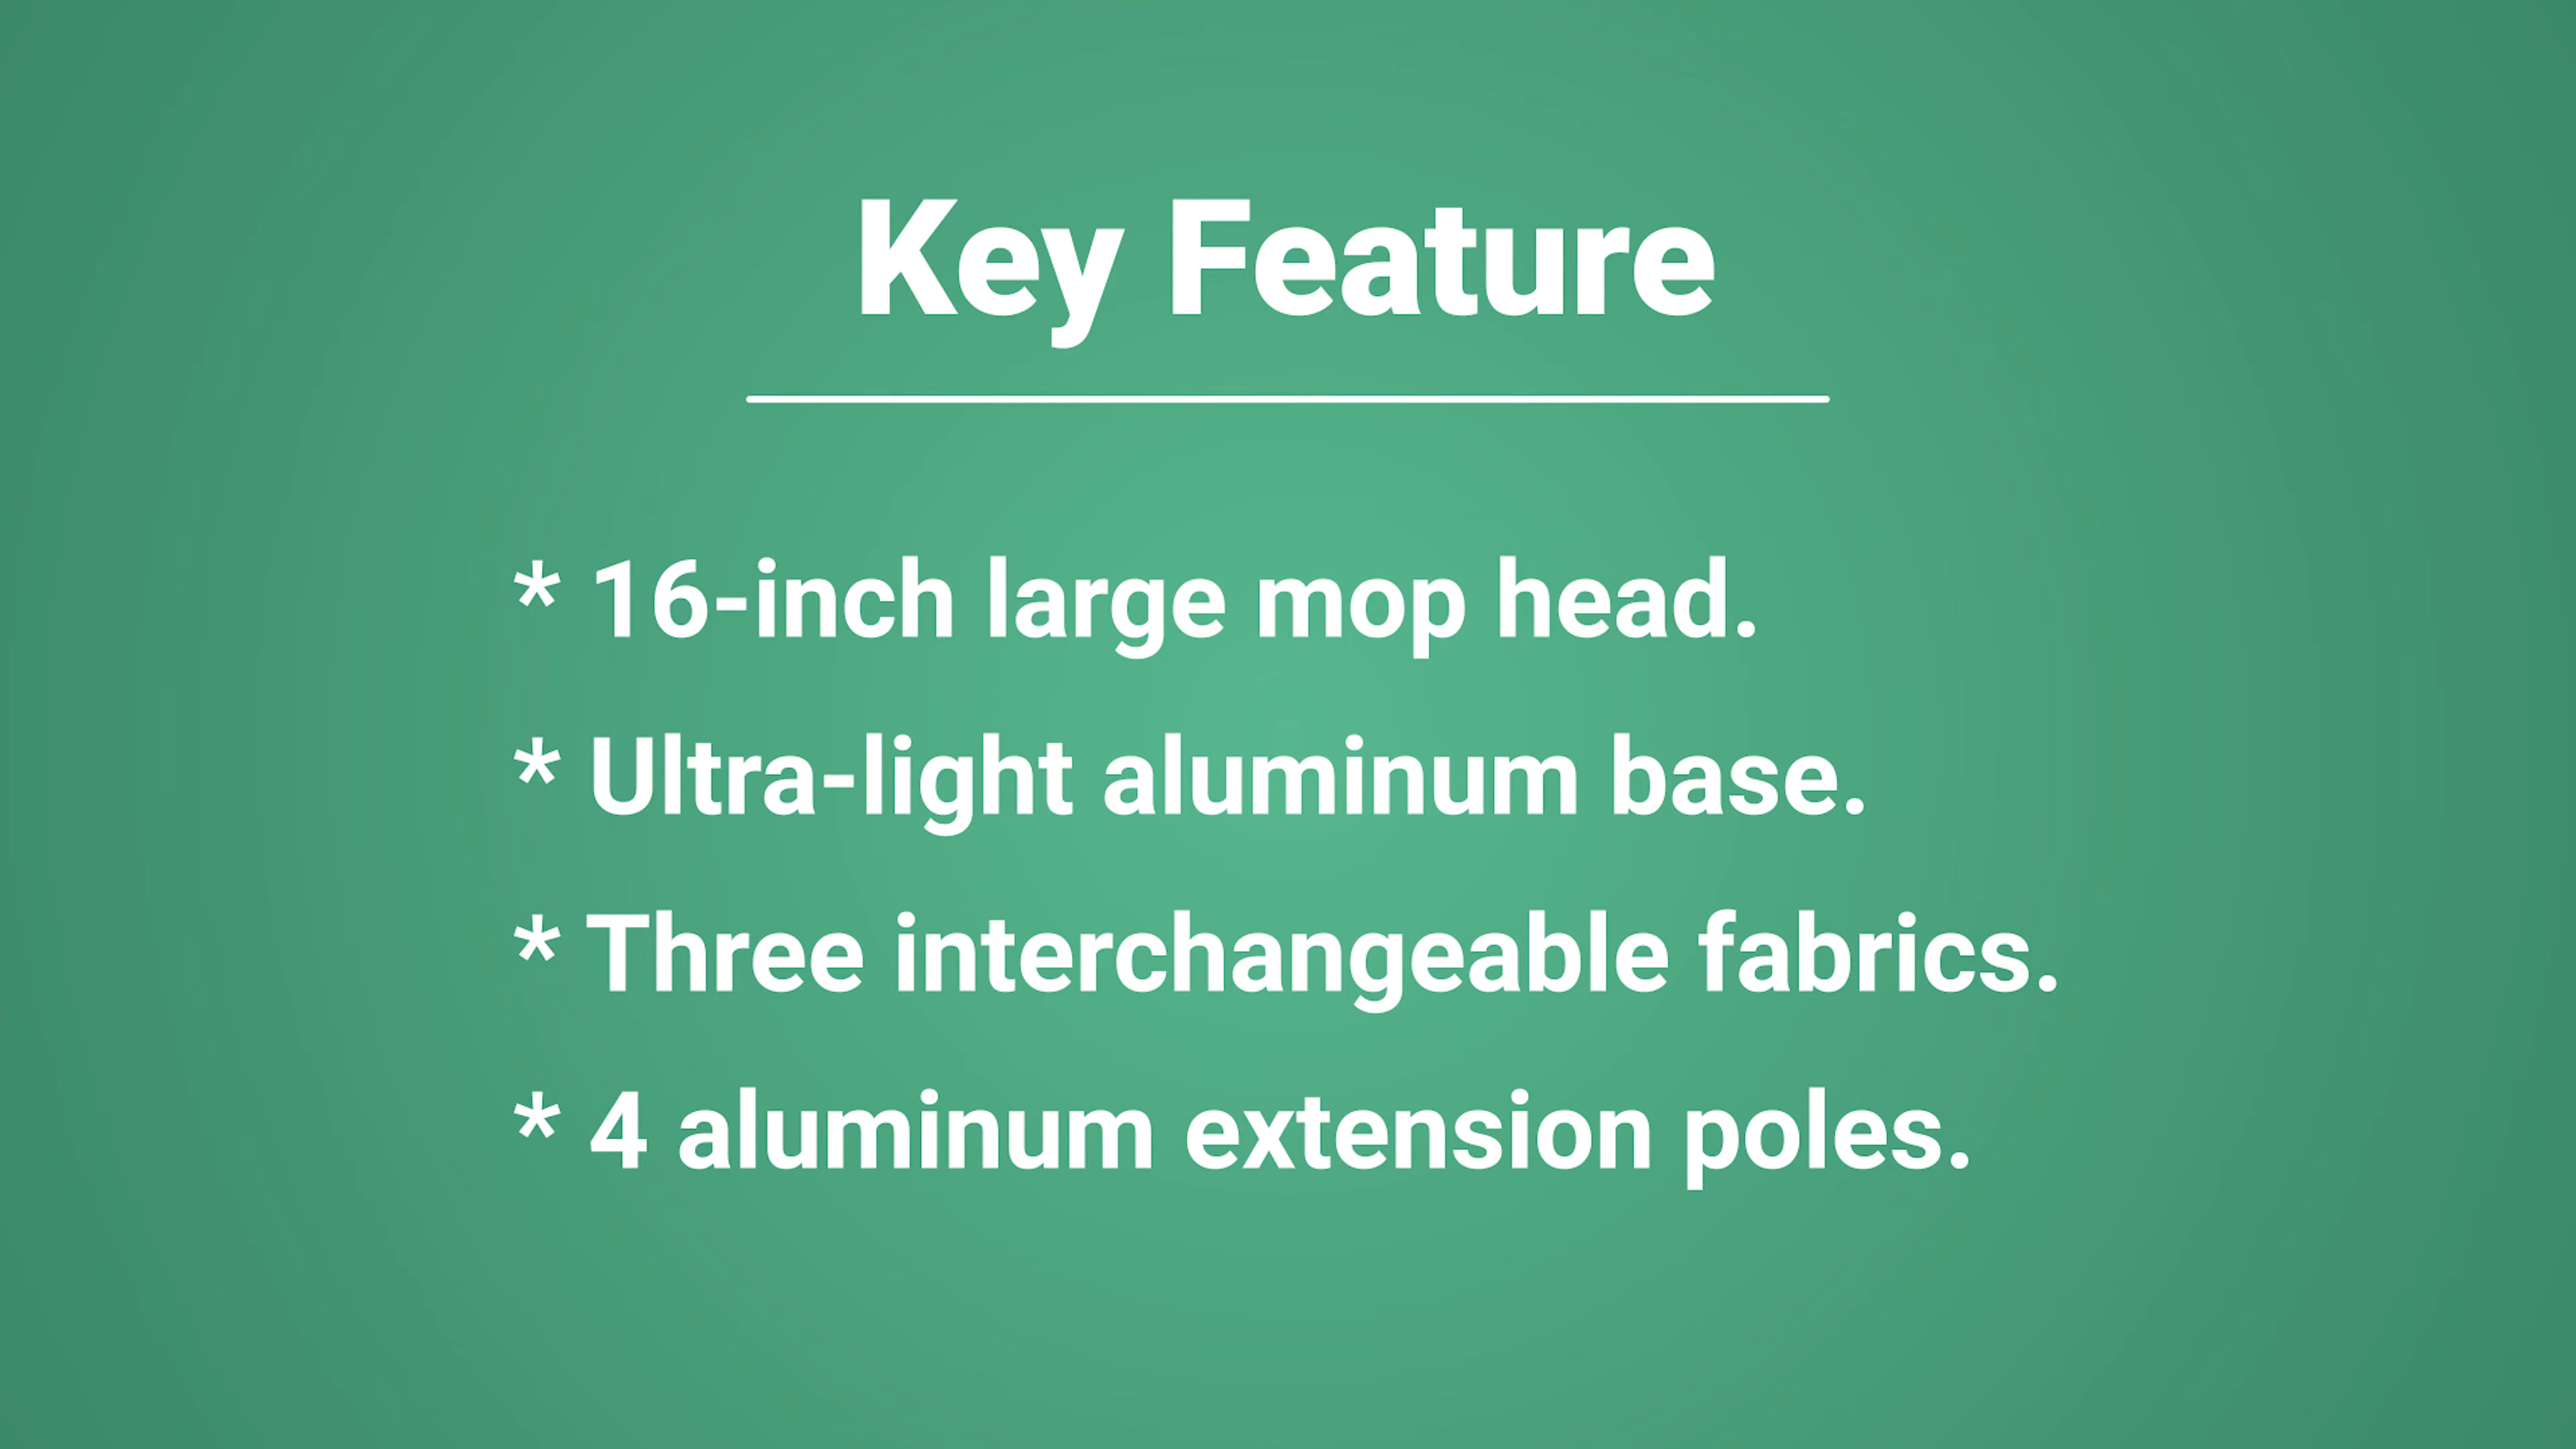 Key Feature
* 16-inch large mop head.
* Ultra-light aluminum base.
* Three interchangeable fabrics.
* 4 aluminum extension poles.